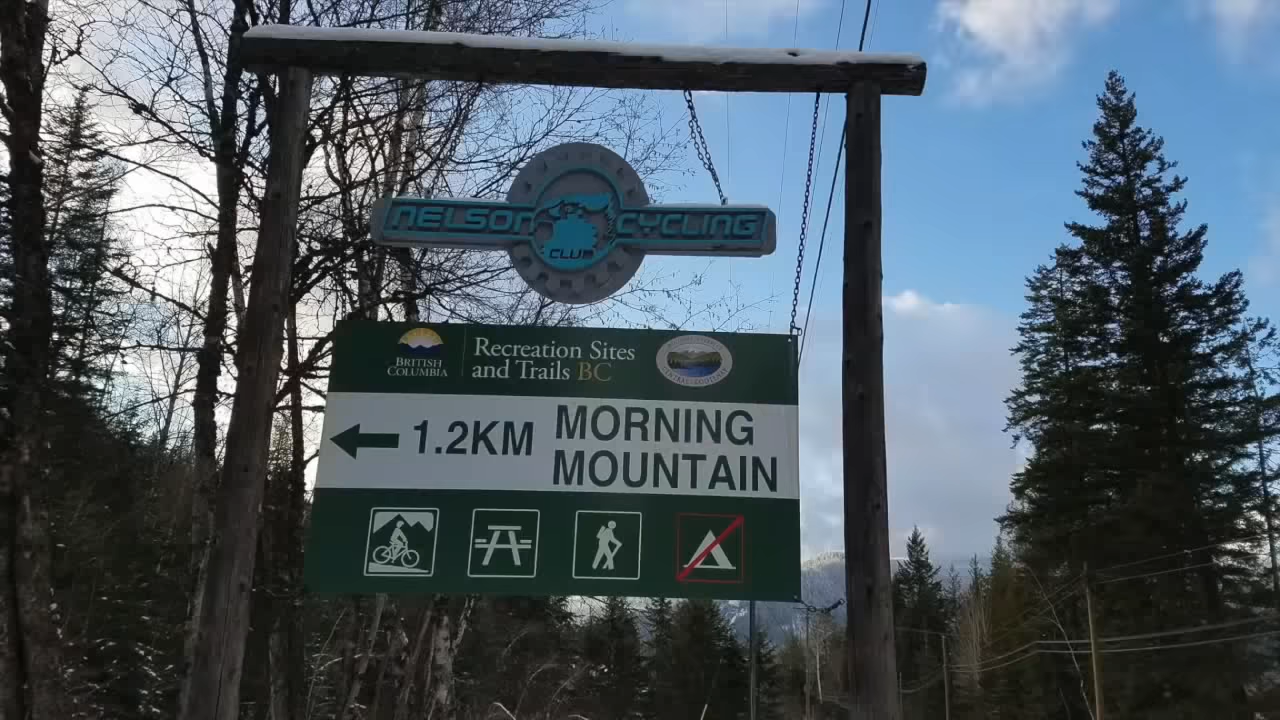 NELSON CYCLING
CLUB
BRITISH
COLUMBIA
Recreation Sites
and Trails BC
1.2KM
MORNING
MOUNTAIN